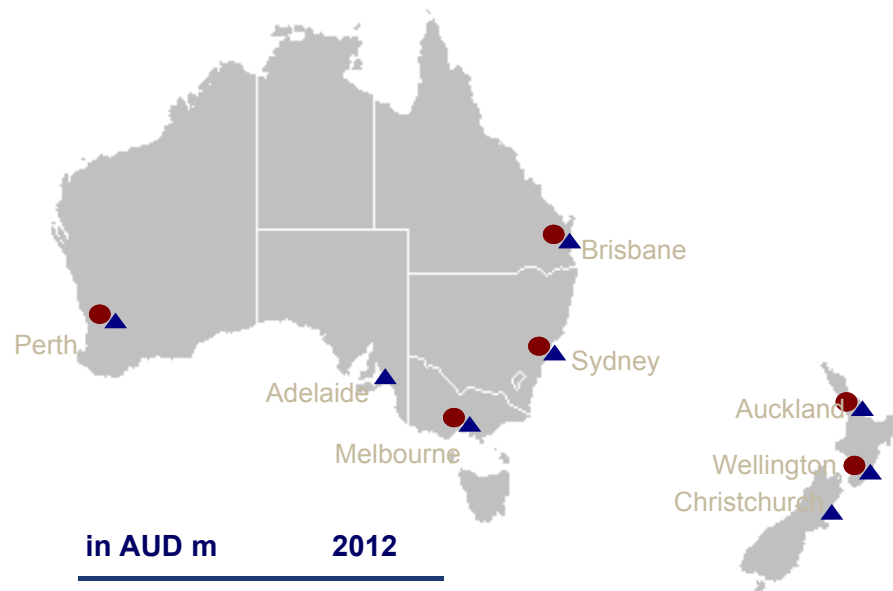 Brisbane
Perth
Sydney
Adelaide
Auckland
Melbourne
Wellington
Christchurch
in AUD m 2012